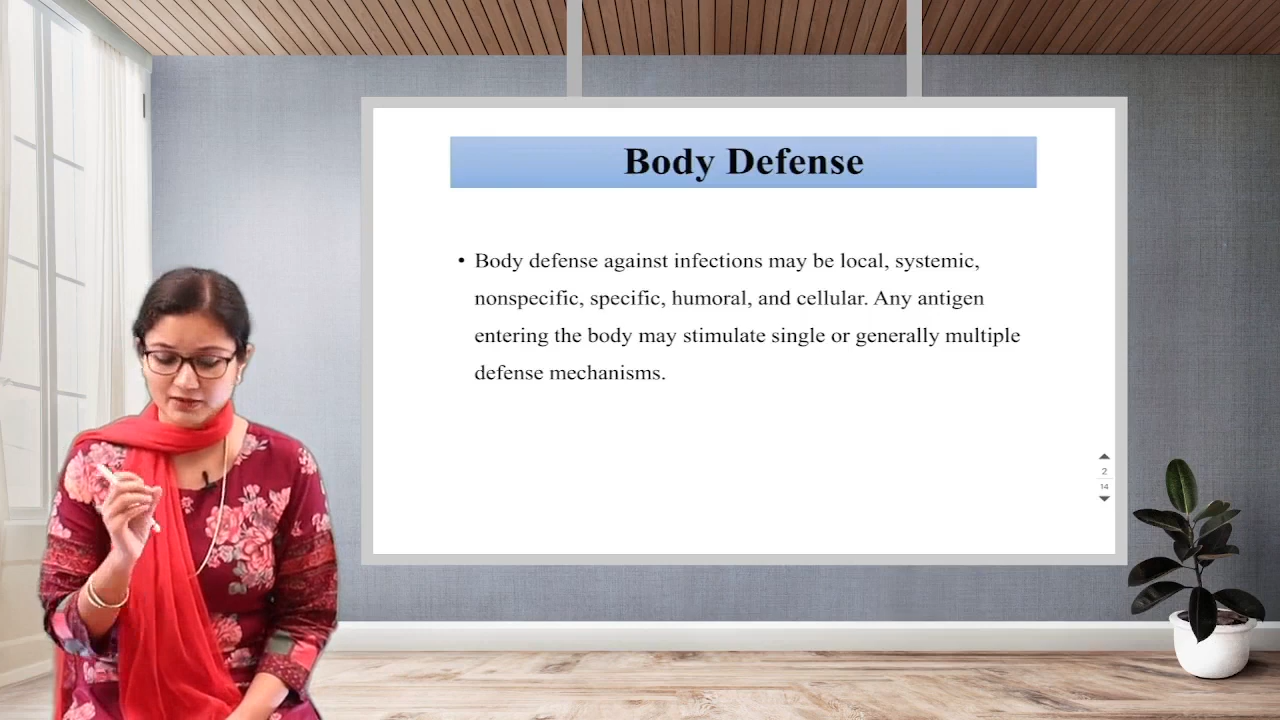 Body Defense
• Body defense against infections may be local, systemic,
nonspecific, specific, humoral, and cellular. Any antigen
entering the body may stimulate single or generally multiple
defense mechanisms.
2
14